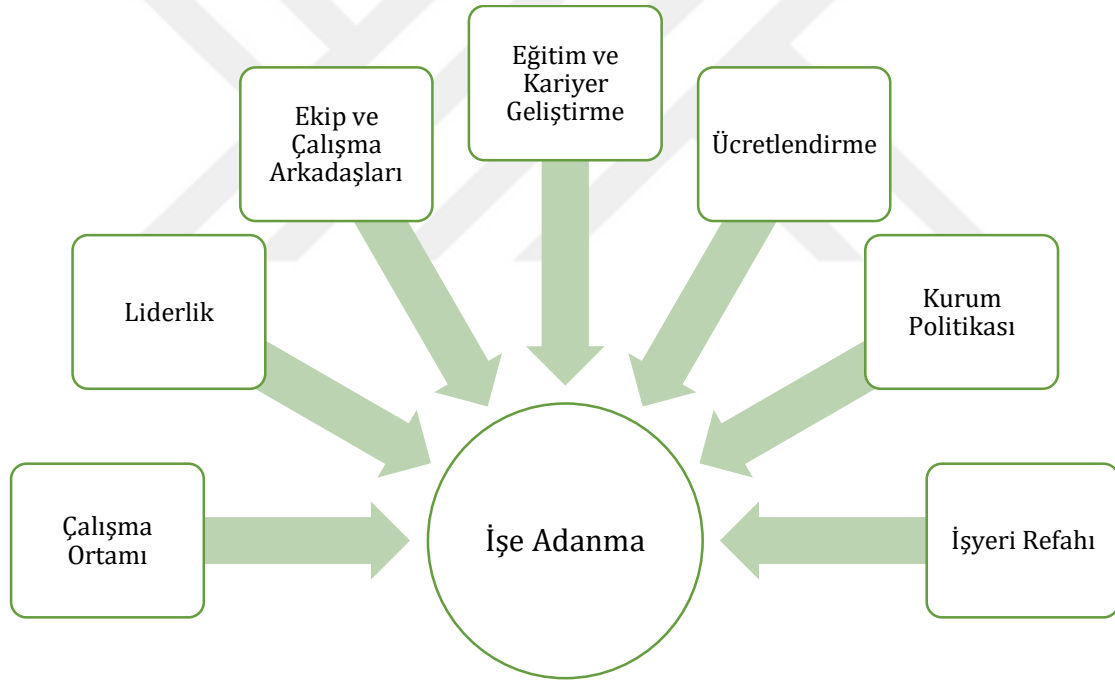 Eğitim ve
Kariyer
Geliştirme
Ekip ve
Çalışma
Arkadaşları
Ücretlendirme
Liderlik
Kurum
Politikası
Çalışma
Ortamı
İşe Adanma
İşyeri Refahı